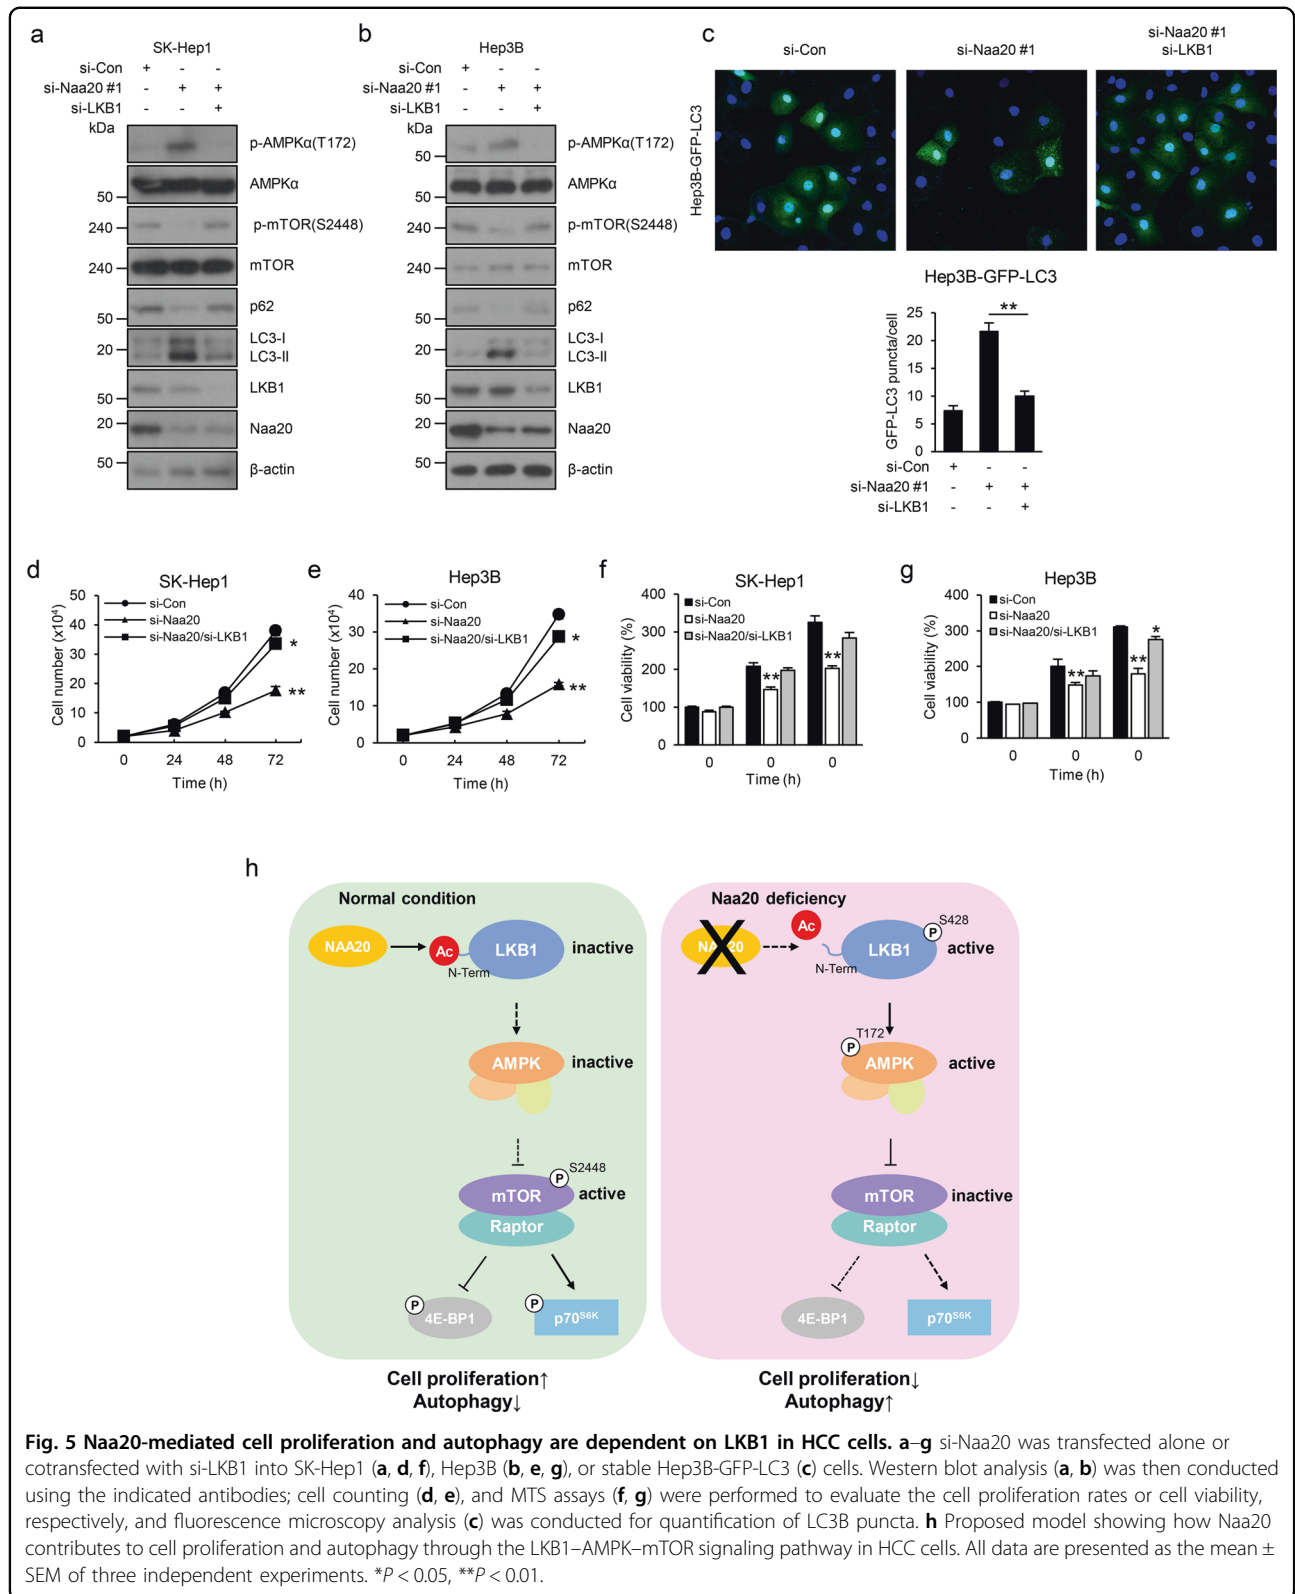 a
SK-Hep1
si-Con + - -
si-Naa20 #1 - + +
si-LKB1 - - +
kDa
p-AMPKα(T172)
50 AMPKα
240 p-mTOR(S2448)
240 mTOR
50 p62
LC3-I
20 LC3-II
50 LKB1
20 Naa20
50 β-actin
b
Hep3B
si-Con + - -
si-Naa20 #1 - + +
si-LKB1 - - +
kDa
50 p-AMPKα(T172)
50 AMPKα
240 p-mTOR(S2448)
240 mTOR
50 p62
LC3-I
20 LC3-II
50 LKB1
20 Naa20
50 β-actin
c
si-Con
si-Naa20 #1
si-Naa20 #1
si-LKB1
Hep3B-GFP-LC3
Hep3B-GFP-LC3
GFP-LC3 puncta/cell
25
20
15
10
5
0
**
si-Con + - -
si-Naa20 #1 - + +
si-LKB1 - - +
d
SK-Hep1
Cell number (x10⁴)
50
40
30
20
10
0
si-Con
si-Naa20
si-Naa20/si-LKB1
*
**
0 24 48 72
Time (h)
e
Hep3B
Cell number (x10⁴)
40
30
20
10
0
si-Con
si-Naa20
si-Naa20/si-LKB1
*
**
0 24 48 72
Time (h)
f
SK-Hep1
Cell viability (%)
400
300
200
100
0
si-Con
si-Naa20
si-Naa20/si-LKB1
**
**
0 0 0
Time (h)
g
Hep3B
Cell viability (%)
400
300
200
100
0
si-Con
si-Naa20
si-Naa20/si-LKB1
**
**
*
0 0 0
Time (h)
h
Normal condition
NAA20
Ac
N-Term
LKB1
inactive
AMPK
inactive
P
S2448
mTOR
active
Raptor
P
4E-BP1
P
p70S6K
Cell proliferation↑
Autophagy↓
Naa20 deficiency
NAA20
Ac
N-Term
LKB1
P
S428
active
P
T172
AMPK
active
mTOR
inactive
Raptor
4E-BP1
p70S6K
Cell proliferation↓
Autophagy↑
Fig. 5 Naa20-mediated cell proliferation and autophagy are dependent on LKB1 in HCC cells. a–g si-Naa20 was transfected alone or
cotransfected with si-LKB1 into SK-Hep1 (a, d, f), Hep3B (b, e, g), or stable Hep3B-GFP-LC3 (c) cells. Western blot analysis (a, b) was then conducted
using the indicated antibodies; cell counting (d, e), and MTS assays (f, g) were performed to evaluate the cell proliferation rates or cell viability,
respectively, and fluorescence microscopy analysis (c) was conducted for quantification of LC3B puncta. h Proposed model showing how Naa20
contributes to cell proliferation and autophagy through the LKB1–AMPK–mTOR signaling pathway in HCC cells. All data are presented as the mean ±
SEM of three independent experiments. *P < 0.05, **P < 0.01.